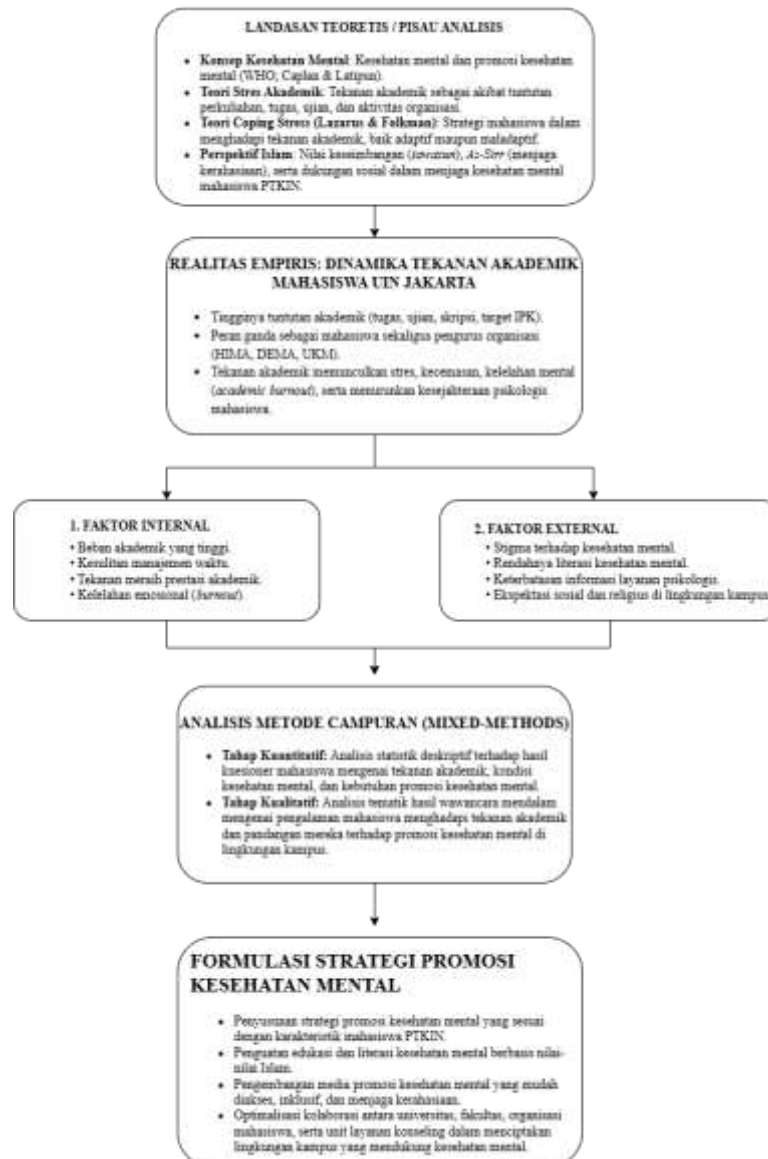 LANDASAN TEORETIS / PISAU ANALISIS
• Konsep Kesehatan Mental: Kesehatan mental dan promosi kesehatan
mental (WHO; Caplan & Latipun).
• Teori Stres Akademik: Tekanan akademik sebagai akibat tuntutan
perkuliahan, tugas, ujian, dan aktivitas organisasi.
• Teori Coping Stress (Lazarus & Folkman): Strategi mahasiswa dalam
menghadapi tekanan akademik, baik adaptif maupun maladaptif.
• Perspektif Islam: Nilai keseimbangan (tawazun), As-Sirr (menjaga
kerahasiaan), serta dukungan sosial dalam menjaga kesehatan mental
mahasiswa PTKIN.
REALITAS EMPIRIS: DINAMIKA TEKANAN AKADEMIK
MAHASISWA UIN JAKARTA
• Tingginya tuntutan akademik (tugas, ujian, skripsi, target IPK).
• Peran ganda sebagai mahasiswa sekaligus pengurus organisasi
(HIMA, DEMA, UKM).
• Tekanan akademik memunculkan stres, kecemasan, kelelahan mental
(academic burnout), serta menurunkan kesejahteraan psikologis
mahasiswa.
1. FAKTOR INTERNAL
• Beban akademik yang tinggi.
• Kesulitan manajemen waktu.
• Tekanan meraih prestasi akademik.
• Kelelahan emosional (burnout).
2. FAKTOR EXTERNAL
• Stigma terhadap kesehatan mental.
• Rendahnya literasi kesehatan mental.
• Keterbatasan informasi layanan psikologis.
• Ekspektasi sosial dan religius di lingkungan kampus
ANALISIS METODE CAMPURAN (MIXED-METHODS)
• Tahap Kuantitatif: Analisis statistik deskriptif terhadap hasil
kuesioner mahasiswa mengenai tekanan akademik, kondisi
kesehatan mental, dan kebutuhan promosi kesehatan mental.
• Tahap Kualitatif: Analisis tematik hasil wawancara mendalam
mengenai pengalaman mahasiswa menghadapi tekanan akademik
dan pandangan mereka terhadap promosi kesehatan mental di
lingkungan kampus.
FORMULASI STRATEGI PROMOSI
KESEHATAN MENTAL
• Penyusunan strategi promosi kesehatan mental yang sesuai
dengan karakteristik mahasiswa PTKIN.
• Penguatan edukasi dan literasi kesehatan mental berbasis nilai-
nilai Islam.
• Pengembangan media promosi kesehatan mental yang mudah
diakses, inklusif, dan menjaga kerahasiaan.
• Optimalisasi kolaborasi antara universitas, fakultas, organisasi
mahasiswa, serta unit layanan konseling dalam menciptakan
lingkungan kampus yang mendukung kesehatan mental.